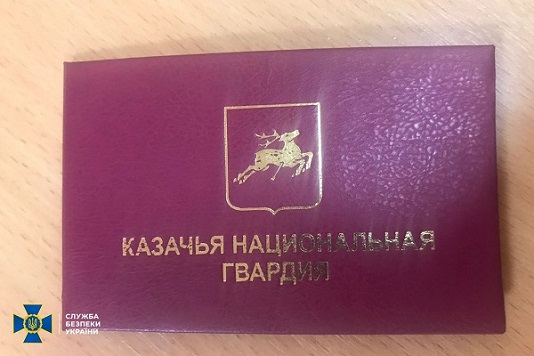 КАЗАЧЬЯ НАЦИОНАЛЬНАЯ
ГВАРДИЯ
СЛУЖБА
БЕЗПЕКИ
УКРАЇНИ